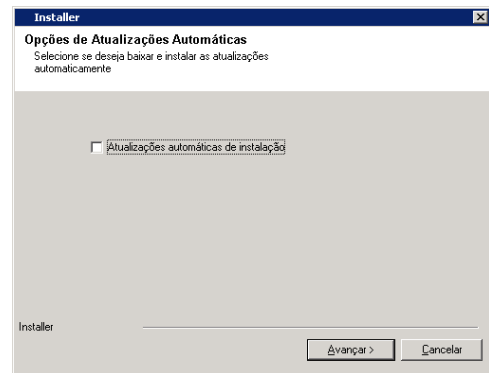 Installer
Opções de Atualizações Automáticas
Selecione se deseja baixar e instalar as atualizações
automaticamente
Atualizações automáticas de instalação
Installer
Avançar >
Cancelar